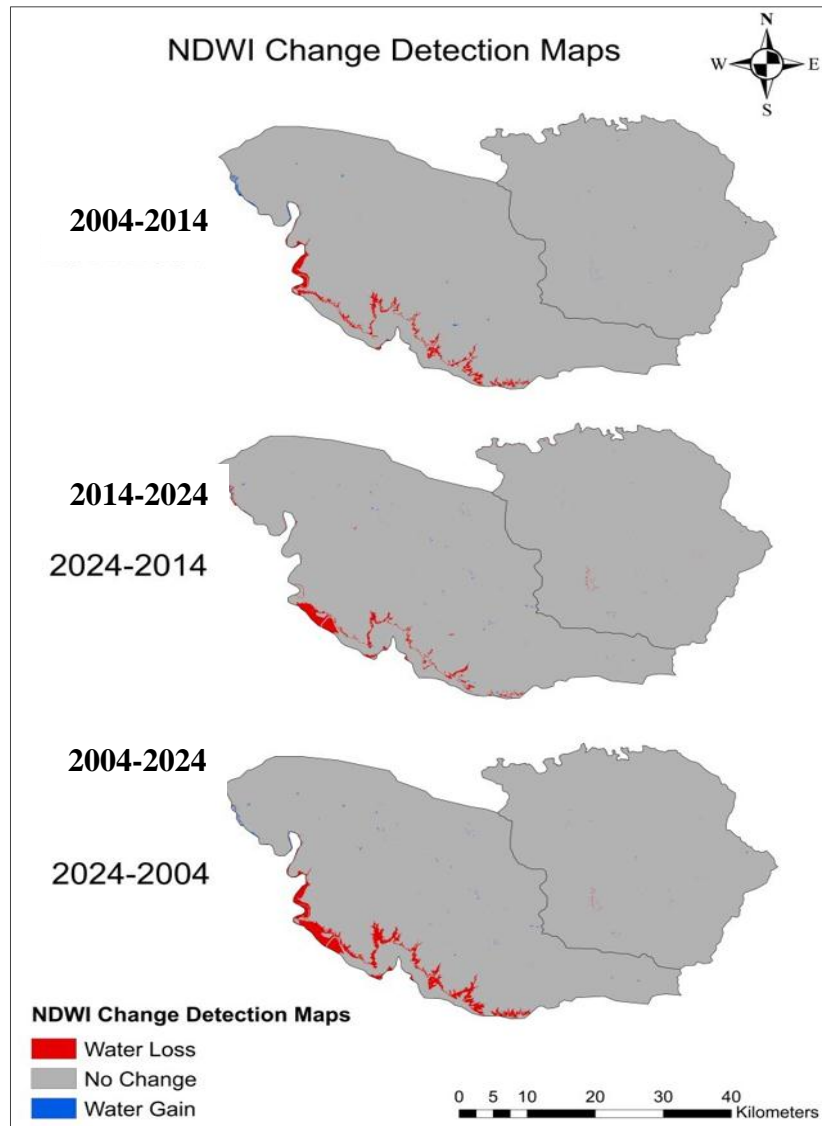 NDWI Change Detection Maps
N
W E
S
2004-2014
2014-2024
2024-2014
2004-2024
2024-2004
NDWI Change Detection Maps
Water Loss
No Change
Water Gain
0 5 10 20 30 40
Kilometers